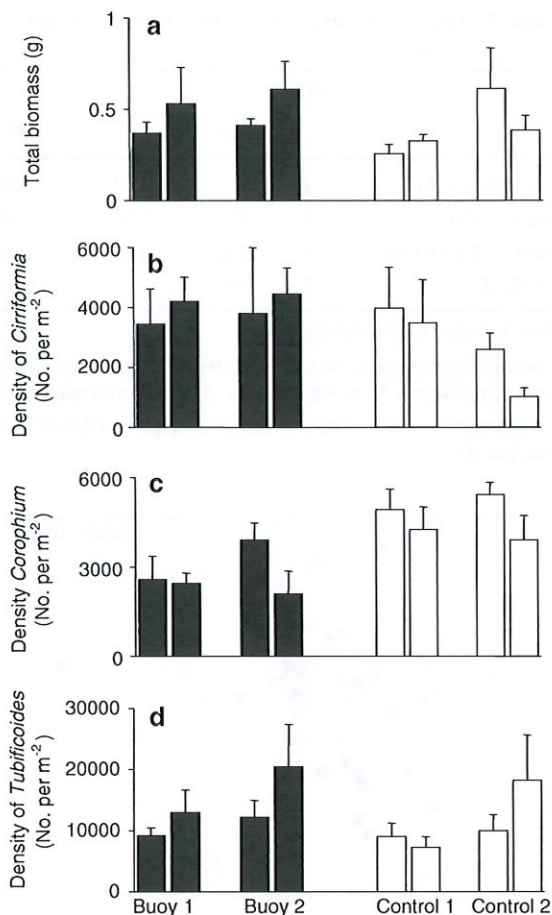 a
Total biomass (g)
1
0.5
0
b
Density of Cirriformia
(No. per m-2)
6000
4000
2000
0
c
Density Corophium
(No. per m-2)
6000
3000
0
d
Density of Tubificoides
(No. per m-2)
30000
20000
10000
0
Buoy 1 Buoy 2 Control 1 Control 2